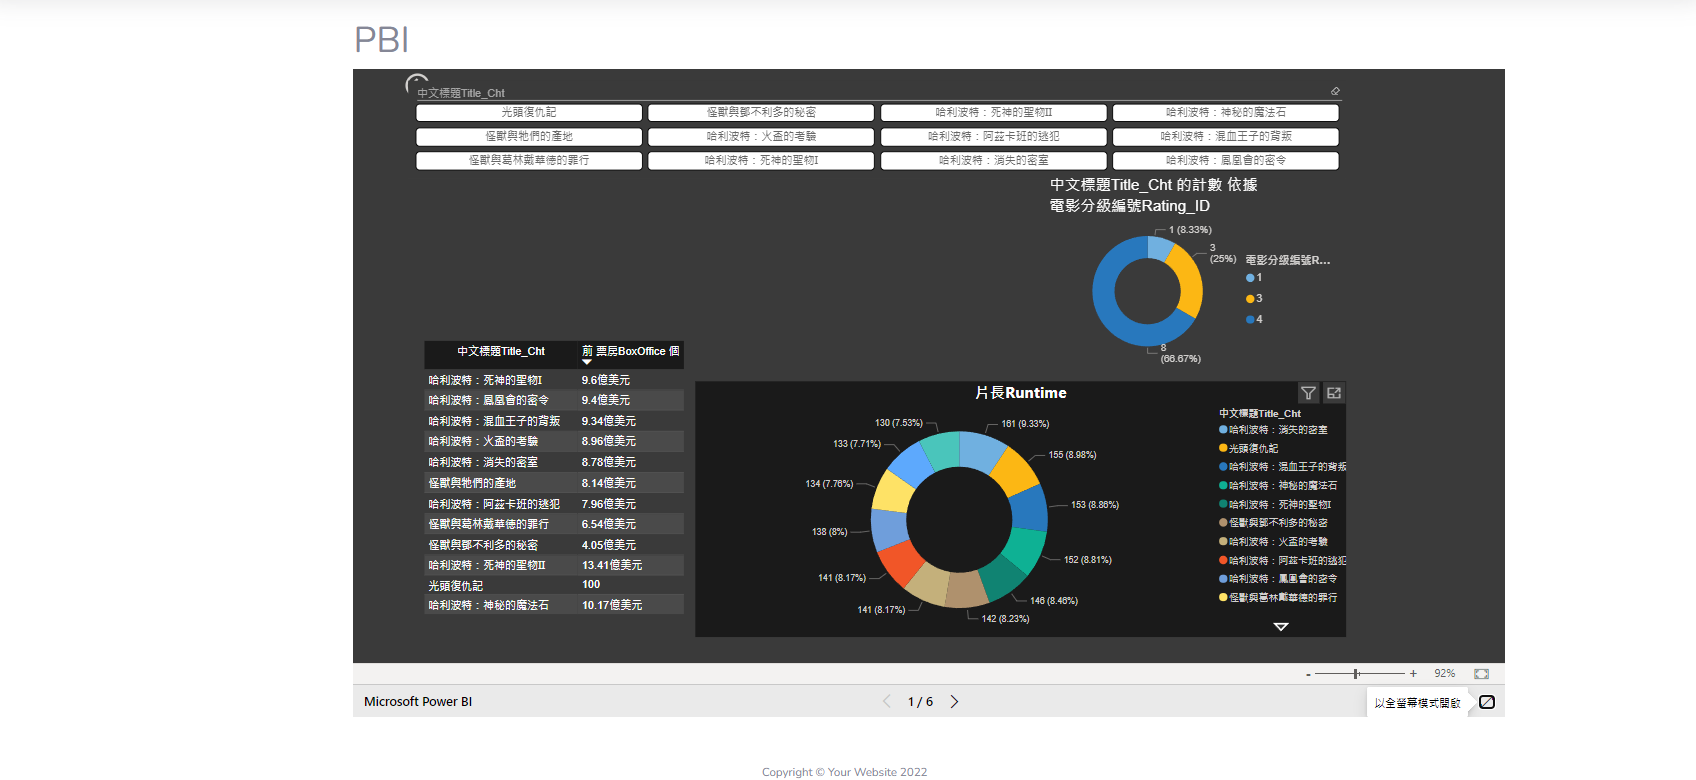 PBI
中文標題Title_Cht
光頭復仇記
怪獸與鄧不利多的秘密
哈利波特：死神的聖物II
哈利波特：神秘的魔法石
怪獸與牠們的產地
哈利波特：火盃的考驗
哈利波特：阿茲卡班的逃犯
哈利波特：混血王子的背叛
怪獸與葛林戴華德的罪行
哈利波特：死神的聖物I
哈利波特：消失的密室
哈利波特：鳳凰會的密令
中文標題Title_Cht 的計數 依據
電影分級編號Rating_ID
1 (8.33%)
3
(25%)
8
(66.67%)
電影分級編號R...
1
3
4
中文標題Title_Cht 前 票房BoxOffice 個
哈利波特：死神的聖物I 9.6億美元
哈利波特：鳳凰會的密令 9.4億美元
哈利波特：混血王子的背叛 9.34億美元
哈利波特：火盃的考驗 8.96億美元
哈利波特：消失的密室 8.78億美元
怪獸與牠們的產地 8.14億美元
哈利波特：阿茲卡班的逃犯 7.96億美元
怪獸與葛林戴華德的罪行 6.54億美元
怪獸與鄧不利多的秘密 4.05億美元
哈利波特：死神的聖物II 13.41億美元
光頭復仇記 100
哈利波特：神秘的魔法石 10.17億美元
片長Runtime
161 (9.33%)
155 (8.98%)
153 (8.86%)
152 (8.81%)
146 (8.46%)
142 (8.23%)
141 (8.17%)
141 (8.17%)
138 (8%)
134 (7.76%)
133 (7.71%)
130 (7.53%)
中文標題Title_Cht
哈利波特：消失的密室
光頭復仇記
哈利波特：混血王子的背叛
哈利波特：神秘的魔法石
哈利波特：死神的聖物I
怪獸與鄧不利多的秘密
哈利波特：火盃的考驗
哈利波特：阿茲卡班的逃犯
哈利波特：鳳凰會的密令
怪獸與葛林戴華德的罪行
- + 92%
Microsoft Power BI
1 / 6
以全螢幕模式開啟
Copyright © Your Website 2022